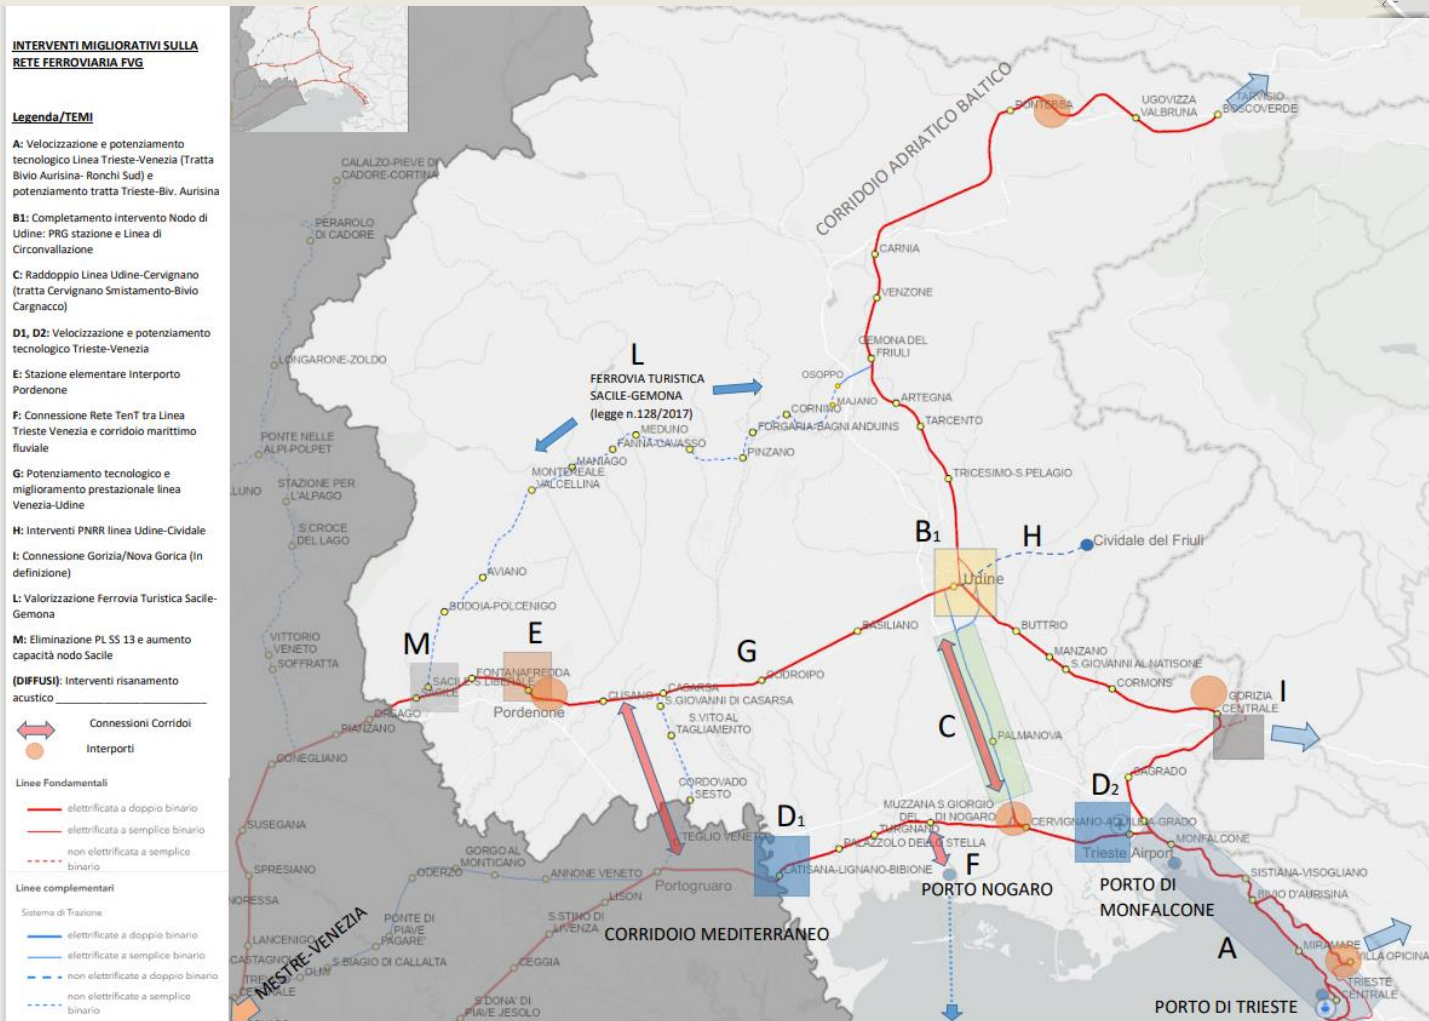 INTERVENTI MIGLIORATIVI SULLA
RETE FERROVIARIA FVG
Legenda/TEMI
A: Velocizzazione e potenziamento
tecnologico Linea Trieste-Venezia (Tratta
Bivio Aurisina- Ronchi Sud) e
potenziamento tratta Trieste-Biv. Aurisina
B1: Completamento intervento Nodo di
Udine: PRG stazione e Linea di
Circonvallazione
C: Raddoppio Linea Udine-Cervignano
(tratta Cervignano Smistamento-Bivio
Cargnacco)
D1, D2: Velocizzazione e potenziamento
tecnologico Trieste-Venezia
E: Stazione elementare Interporto
Pordenone
F: Connessione Rete TenT tra Linea
Trieste Venezia e corridoio marittimo
fluviale
G: Potenziamento tecnologico e
miglioramento prestazionale linea
Venezia-Udine
H: Interventi PNRR linea Udine-Cividale
I: Connessione Gorizia/Nova Gorica (In
definizione)
L: Valorizzazione Ferrovia Turistica Sacile-
Gemona
M: Eliminazione PL SS 13 e aumento
capacità nodo Sacile
(DIFFUSI): Interventi risanamento
acustico
Connessioni Corridoi
Interporti
Linee Fondamentali
elettrificata a doppio binario
elettrificata a semplice binario
non elettrificata a semplice
binario
Linee complementari
Sistema di Trazione
elettrificate a doppio binario
elettrificate a semplice binario
non elettrificate a doppio binario
non elettrificate a semplice
binario
CORRIDOIO ADRIATICO BALTICO
PONTEBBA
UGOVIZZA
VALBRUNA
TARVISIO
BOSCOVERDE
CALALZO-PIEVE DI
CADORE-CORTINA
PERAROLO
DI CADORE
CARNIA
VENZONE
GEMONA DEL
FRIULI
LONGARONE-ZOLDO
L
FERROVIA TURISTICA
SACILE-GEMONA
(legge n.128/2017)
OSOPPO
MAJANO
ARTEGNA
CORNINO
TARCENTO
FORGARIA-BAGNI ANDUINS
MEDUNO
FANNA-CAVASSO
PINZANO
MANIAGO
MONTEREALE
VALCELLINA
TRICESIMO-S.PELAGIO
PONTE NELLE
ALPI-POLPET
LLUNO
STAZIONE PER
L'ALPAGO
S.CROCE
DEL LAGO
B1
H
Cividale del Friuli
Udine
AVIANO
BUDOIA-POLCENIGO
BASILIANO
BUTTRIO
MANZANO
S.GIOVANNI AL NATISONE
CORMONS
VITTORIO
VENETO
SOFFRATTA
M
E
G
FONTANAFREDDA
SACILE-S.LIBERALE
SACILE
Pordenone
CUSANO
CASARSA
S.GIOVANNI DI CASARSA
CODROIPO
ORSAGO
PIANZANO
CONEGLIANO
S.VITO AL
TAGLIAMENTO
C
PALMANOVA
GORIZIA
CENTRALE
I
SAGRADO
CORDOVADO
SESTO
D1
D2
MUZZANA S.GIORGIO
DEL DI NOGARO
TURGNANO
PALAZZOLO DELLO STELLA
CERVIGNANO-AQUILEIA-GRADO
MONFALCONE
Trieste Airport
SUSEGANA
TEGLIO VENETO
F
LATISANA-LIGNANO-BIBIONE
PORTO NOGARO
PORTO DI
MONFALCONE
SISTIANA-VISOGLIANO
BIVIO D'AURISINA
SPRESIANO
GORGO AL
MONTICANO
ODERZO
ANNONE VENETO
Portogruaro
LISON
NORESSA
S.STINO DI
LIVENZA
CORRIDOIO MEDITERRANEO
PONTE DI
PIAVE
LANCENIGO
S.BIAGIO DI CALLALTA
CEGGIA
OLMI
MESTRE-VENEZIA
S.DONA' DI
PIAVE JESOLO
A
MIRAMARE
VILLA OPICINA
TRIESTE
CENTRALE
PORTO DI TRIESTE